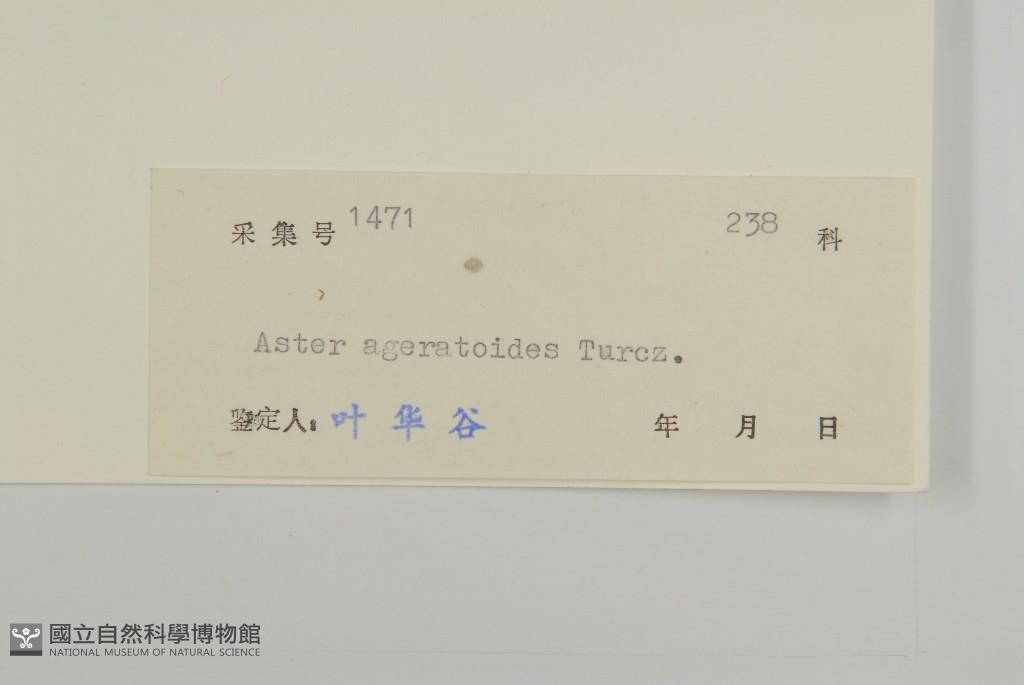 采集号 1471 238 科
Aster ageratoides Turcz.
鉴定人: 叶华谷 年 月 日
國立自然科學博物館
NATIONAL MUSEUM OF NATURAL SCIENCE